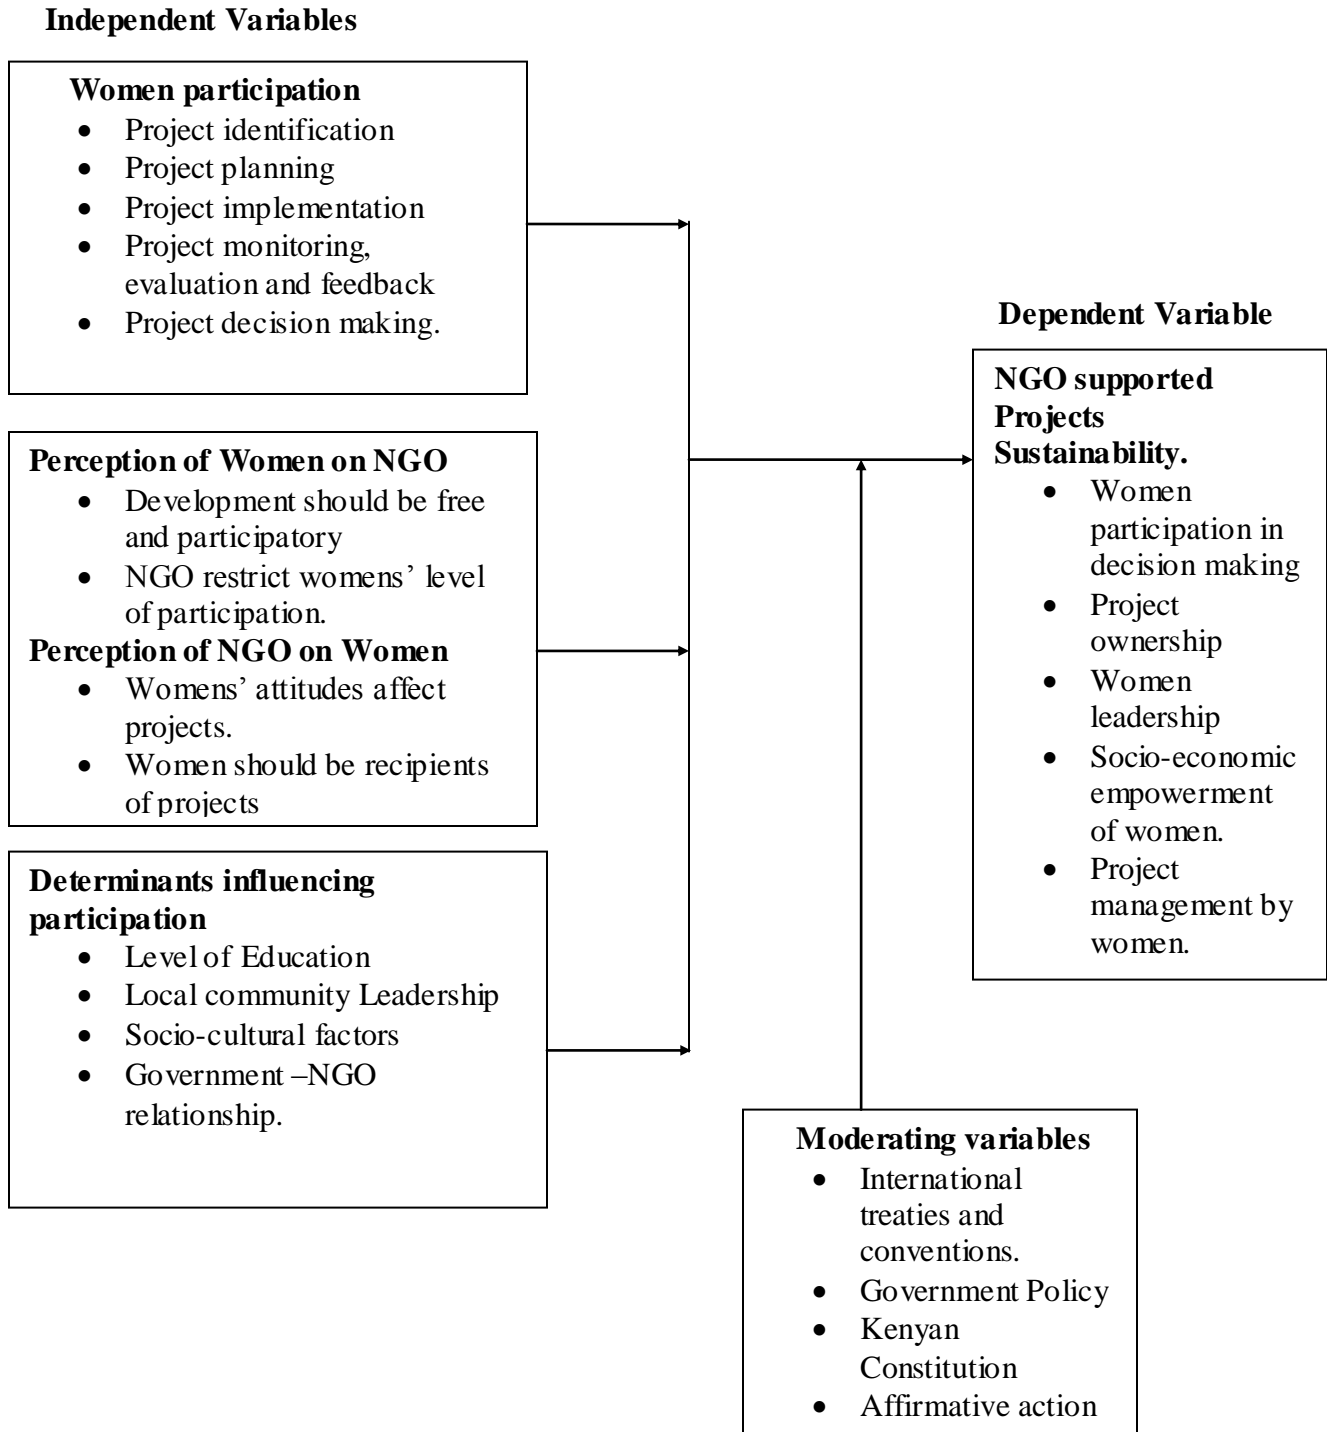 Independent Variables
Women participation
• Project identification
• Project planning
• Project implementation
• Project monitoring,
evaluation and feedback
• Project decision making.
Perception of Women on NGO
• Development should be free
and participatory
• NGO restrict womens’ level
of participation.
Perception of NGO on Women
• Womens’ attitudes affect
projects.
• Women should be recipients
of projects
Determinants influencing
participation
• Level of Education
• Local community Leadership
• Socio-cultural factors
• Government –NGO
relationship.
Dependent Variable
NGO supported
Projects
Sustainability.
• Women
participation in
decision making
• Project
ownership
• Women
leadership
• Socio-economic
empowerment
of women.
• Project
management by
women.
Moderating variables
• International
treaties and
conventions.
• Government Policy
• Kenyan
Constitution
• Affirmative action